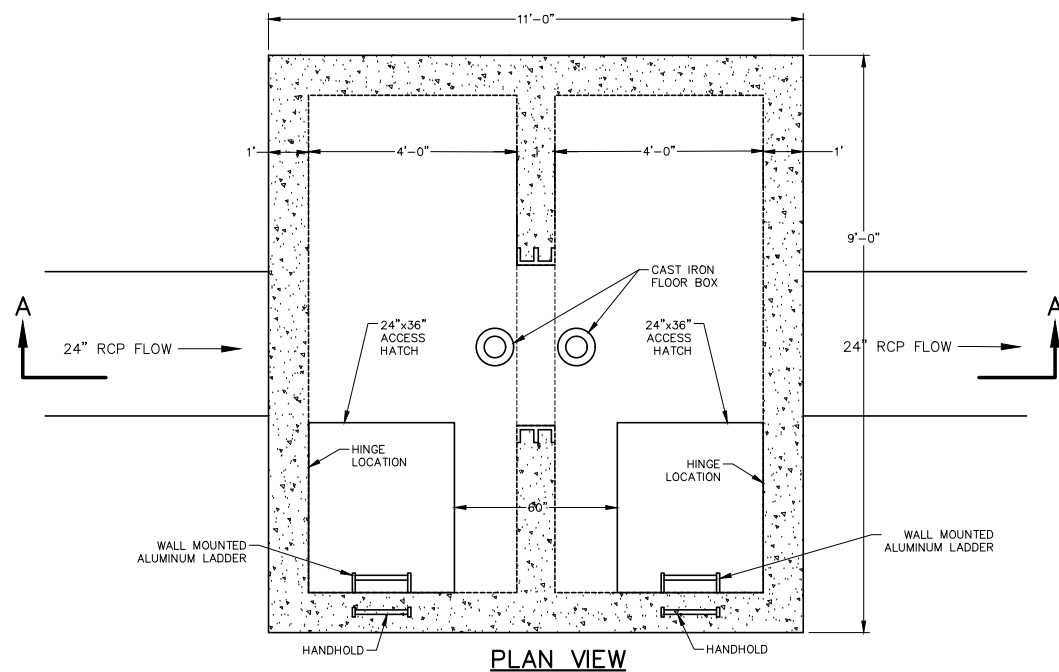 11'-0"
1'
4'-0"
1'
4'-0"
1'
9'-0"
CAST IRON
FLOOR BOX
A
24" RCP FLOW
24"x36"
ACCESS
HATCH
24"x36"
ACCESS
HATCH
24" RCP FLOW
A
HINGE
LOCATION
HINGE
LOCATION
60"
WALL MOUNTED
ALUMINUM LADDER
WALL MOUNTED
ALUMINUM LADDER
HANDHOLD
HANDHOLD
PLAN VIEW